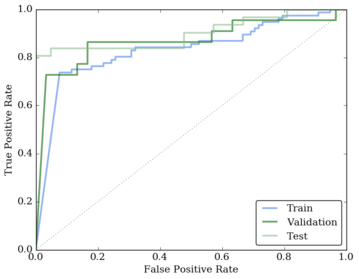 1.0
0.8
0.6
0.4
0.2
0.0
True Positive Rate
Train
Validation
Test
0.0 0.2 0.4 0.6 0.8 1.0
False Positive Rate